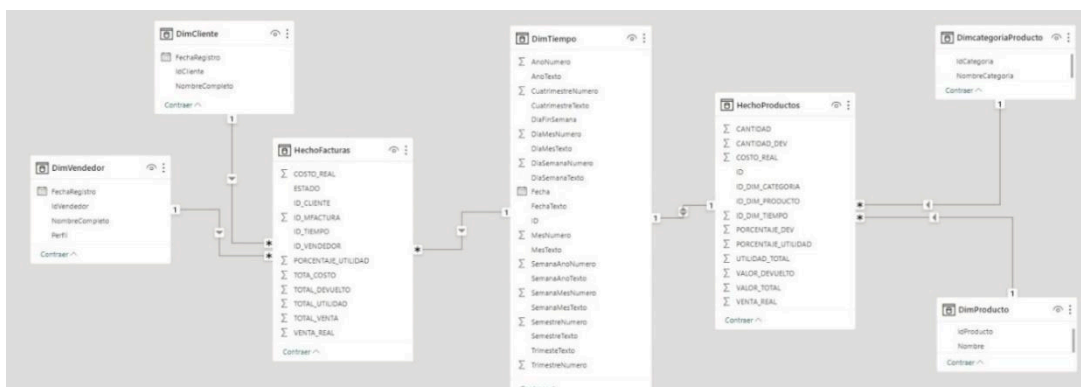 DimCliente
FechaRegistro
IdCliente
NombreCompleto
Contraer
1
DimVendedor
FechaRegistro
IdVendedor
NombreCompleto
Perfil
Contraer
1
HechoFacturas
Σ COSTO_REAL
ESTADO
ID_CLIENTE
Σ ID_MFACTURA
ID_TIEMPO
ID_VENDEDOR
Σ PORCENTAJE_UTILIDAD
Σ TOTA_COSTO
Σ TOTAL_DEVUELTO
Σ TOTAL_UTILIDAD
Σ TOTAL_VENTA
Σ VENTA_REAL
Contraer
*
*
*
1
DimTiempo
Σ AnoNumero
AnoTexto
Σ CuatrimestreNumero
CuatrimestreTexto
DiaFinSemana
Σ DiaMesNumero
DiaMesTexto
Σ DiaSemanaNumero
DiaSemanaTexto
Fecha
FechaTexto
ID
Σ MesNumero
MesTexto
Σ SemanaAnoNumero
SemanaAnoTexto
Σ SemanaMesNumero
SemanaMesTexto
Σ SemestreNumero
SemestreTexto
TrimesteTexto
Σ TrimestreNumero
1
1
HechoProductos
Σ CANTIDAD
Σ CANTIDAD_DEV
Σ COSTO_REAL
ID
ID_DIM_CATEGORIA
ID_DIM_PRODUCTO
Σ ID_DIM_TIEMPO
Σ PORCENTAJE_DEV
Σ PORCENTAJE_UTILIDAD
Σ UTILIDAD_TOTAL
Σ VALOR_DEVUELTO
Σ VALOR_TOTAL
Σ VENTA_REAL
Contraer
*
*
DimcategoriaProducto
IdCategoria
NombreCategoria
Contraer
1
1
DimProducto
IdProducto
Nombre
Contraer